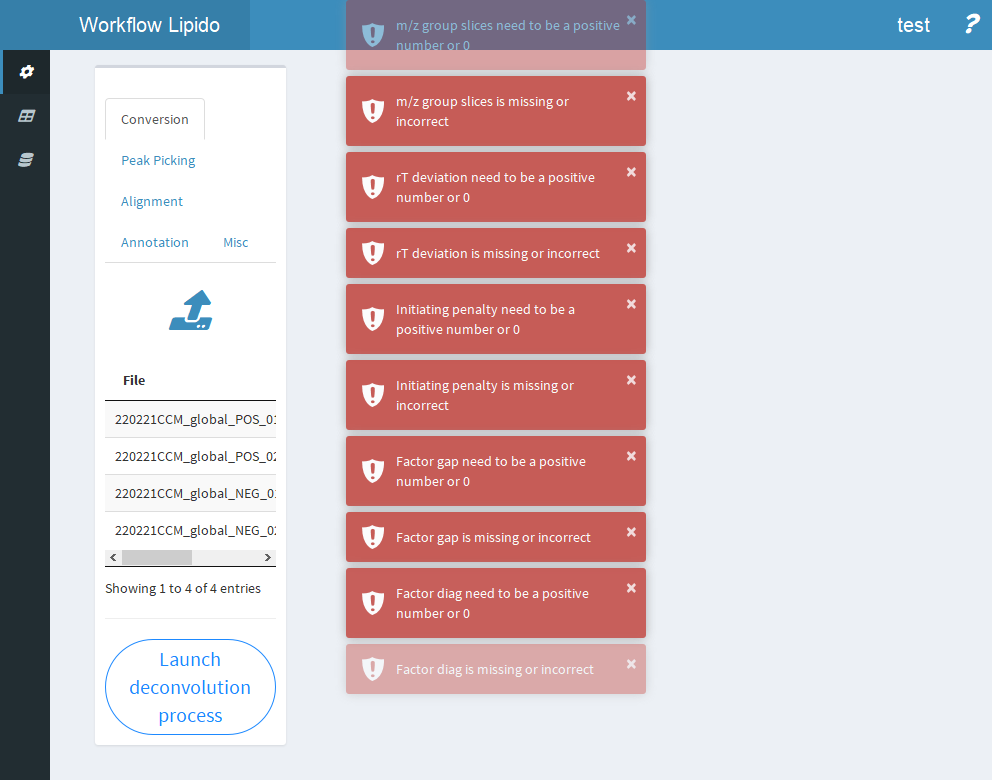 Workflow Lipido
test
?
Conversion
Peak Picking
Alignment
Annotation Misc
File
220221CCM_global_POS_01
220221CCM_global_POS_02
220221CCM_global_NEG_01
220221CCM_global_NEG_02
Showing 1 to 4 of 4 entries
Launch
deconvolution
process
m/z group slices need to be a positive
number or 0
m/z group slices is missing or
incorrect
rT deviation need to be a positive
number or 0
rT deviation is missing or incorrect
Initiating penalty need to be a
positive number or 0
Initiating penalty is missing or
incorrect
Factor gap need to be a positive
number or 0
Factor gap is missing or incorrect
Factor diag need to be a positive
number or 0
Factor diag is missing or incorrect